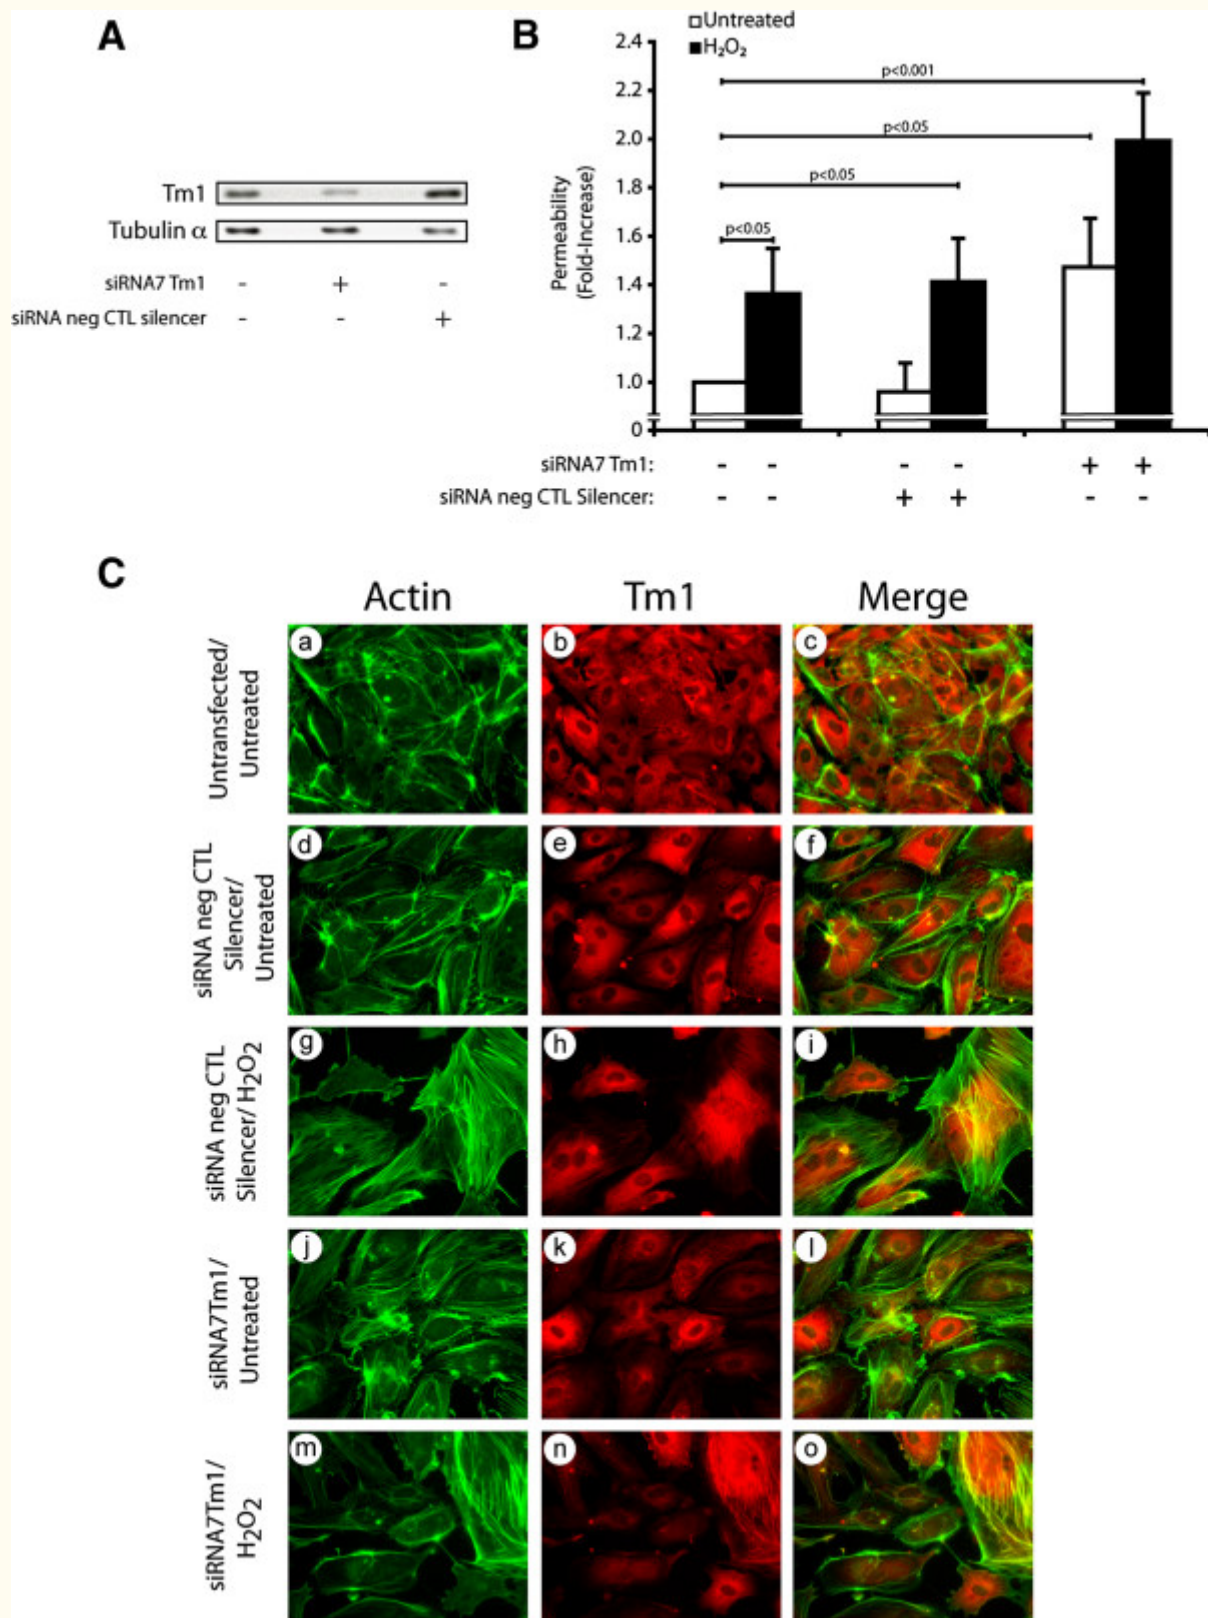 A
Tm1
Tubulin α
siRNA7 Tm1 - + -
siRNA neg CTL silencer - - +
B
Untreated
H₂O₂
Permeability
(Fold-Increase)
2.4
2.2
2.0
1.8
1.6
1.4
1.2
1.0
0
p<0.001
p<0.05
p<0.05
p<0.05
siRNA7 Tm1: - - - - + +
siRNA neg CTL Silencer: - - + + - -
C
Actin Tm1 Merge
Untransfected/
Untreated
a b c
siRNA neg CTL
Silencer/
Untreated
d e f
siRNA neg CTL
Silencer/ H₂O₂
g h i
siRNA7Tm1/
Untreated
j k l
siRNA7Tm1/
H₂O₂
m n o